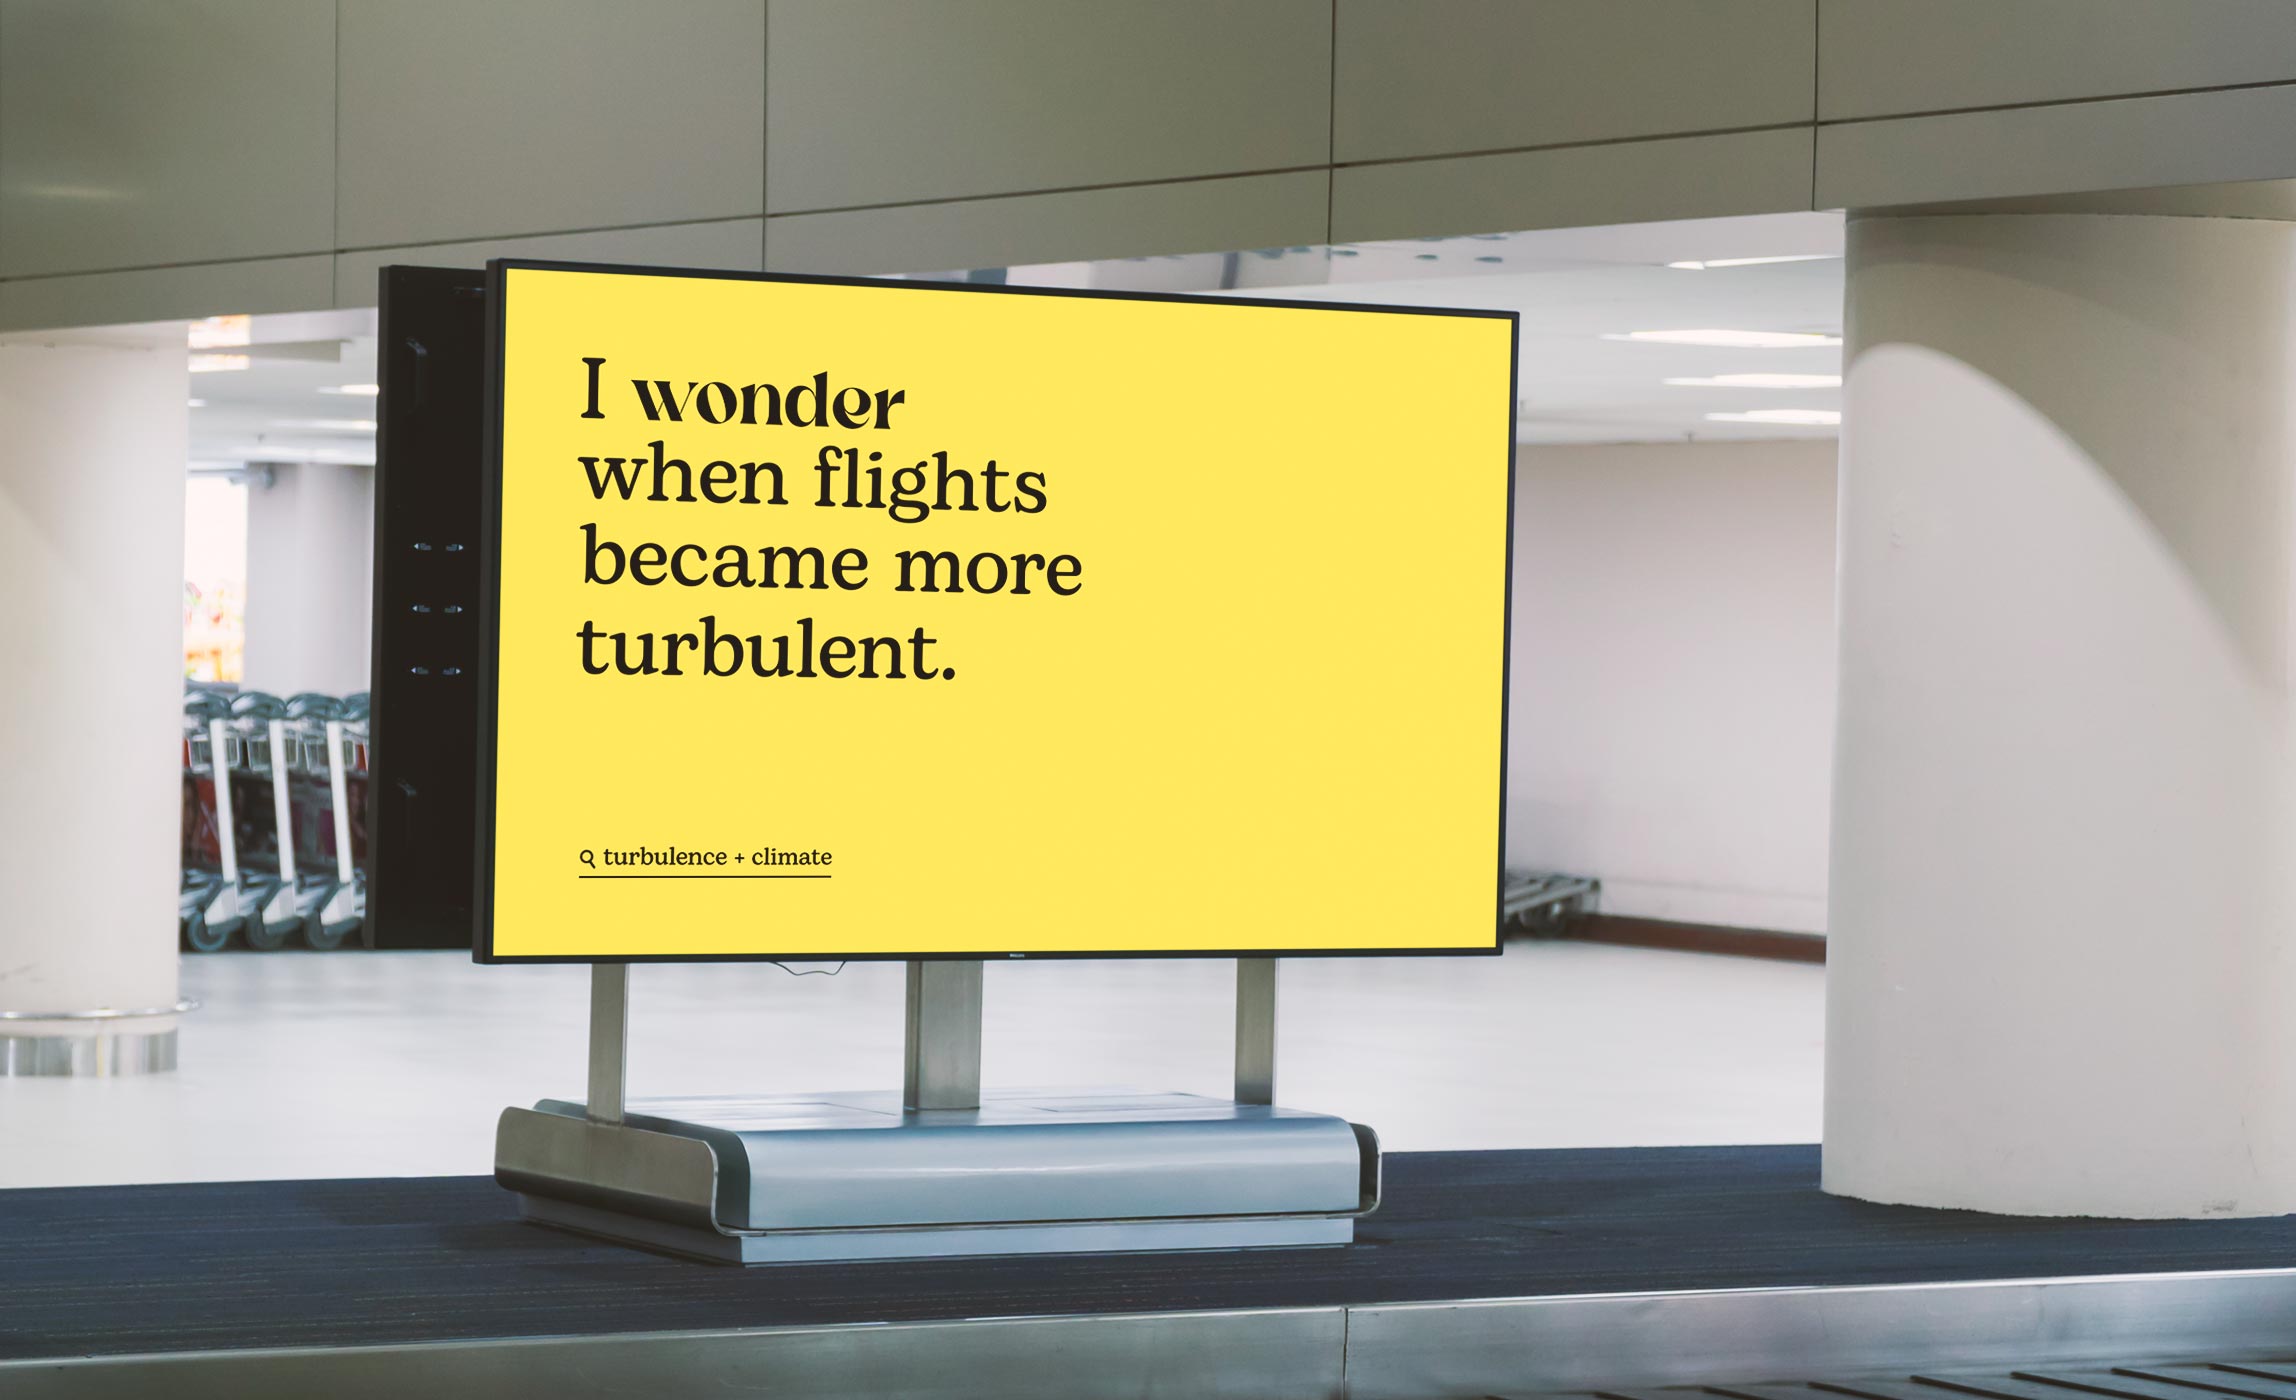 I wonder
when flights
became more
turbulent.
turbulence + climate